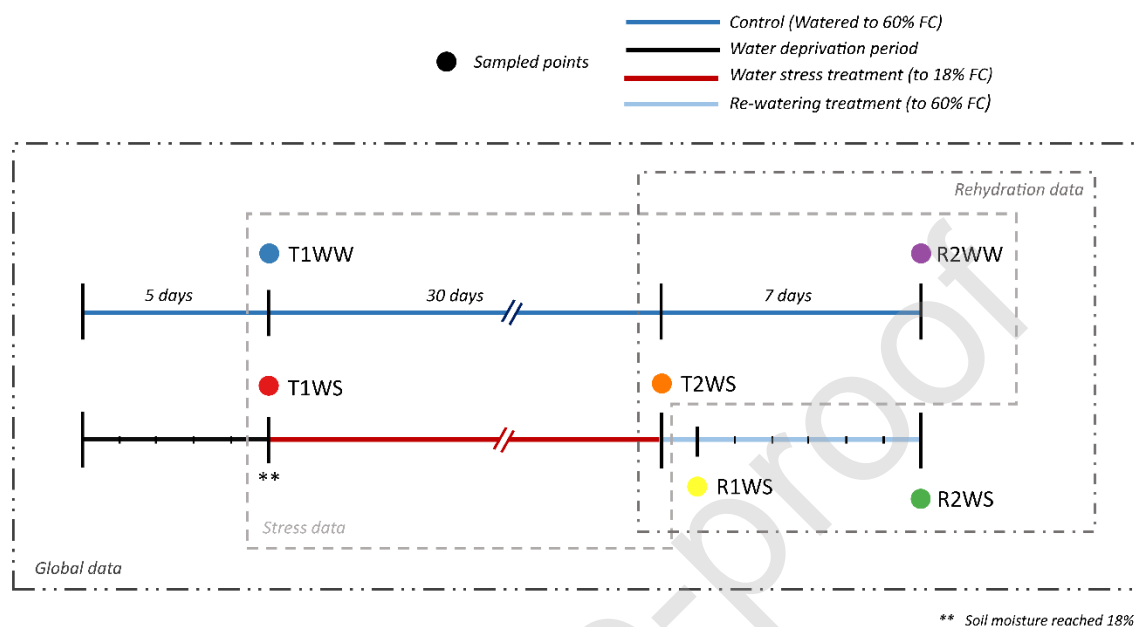 Control (Watered to 60% FC)
Sampled points
Water deprivation period
Water stress treatment (to 18% FC)
Re-watering treatment (to 60% FC)
Rehydration data
T1WW
R2WW
5 days
30 days
7 days
T1WS
T2WS
**
R1WS
R2WS
Stress data
Global data
** Soil moisture reached 18%
-proof